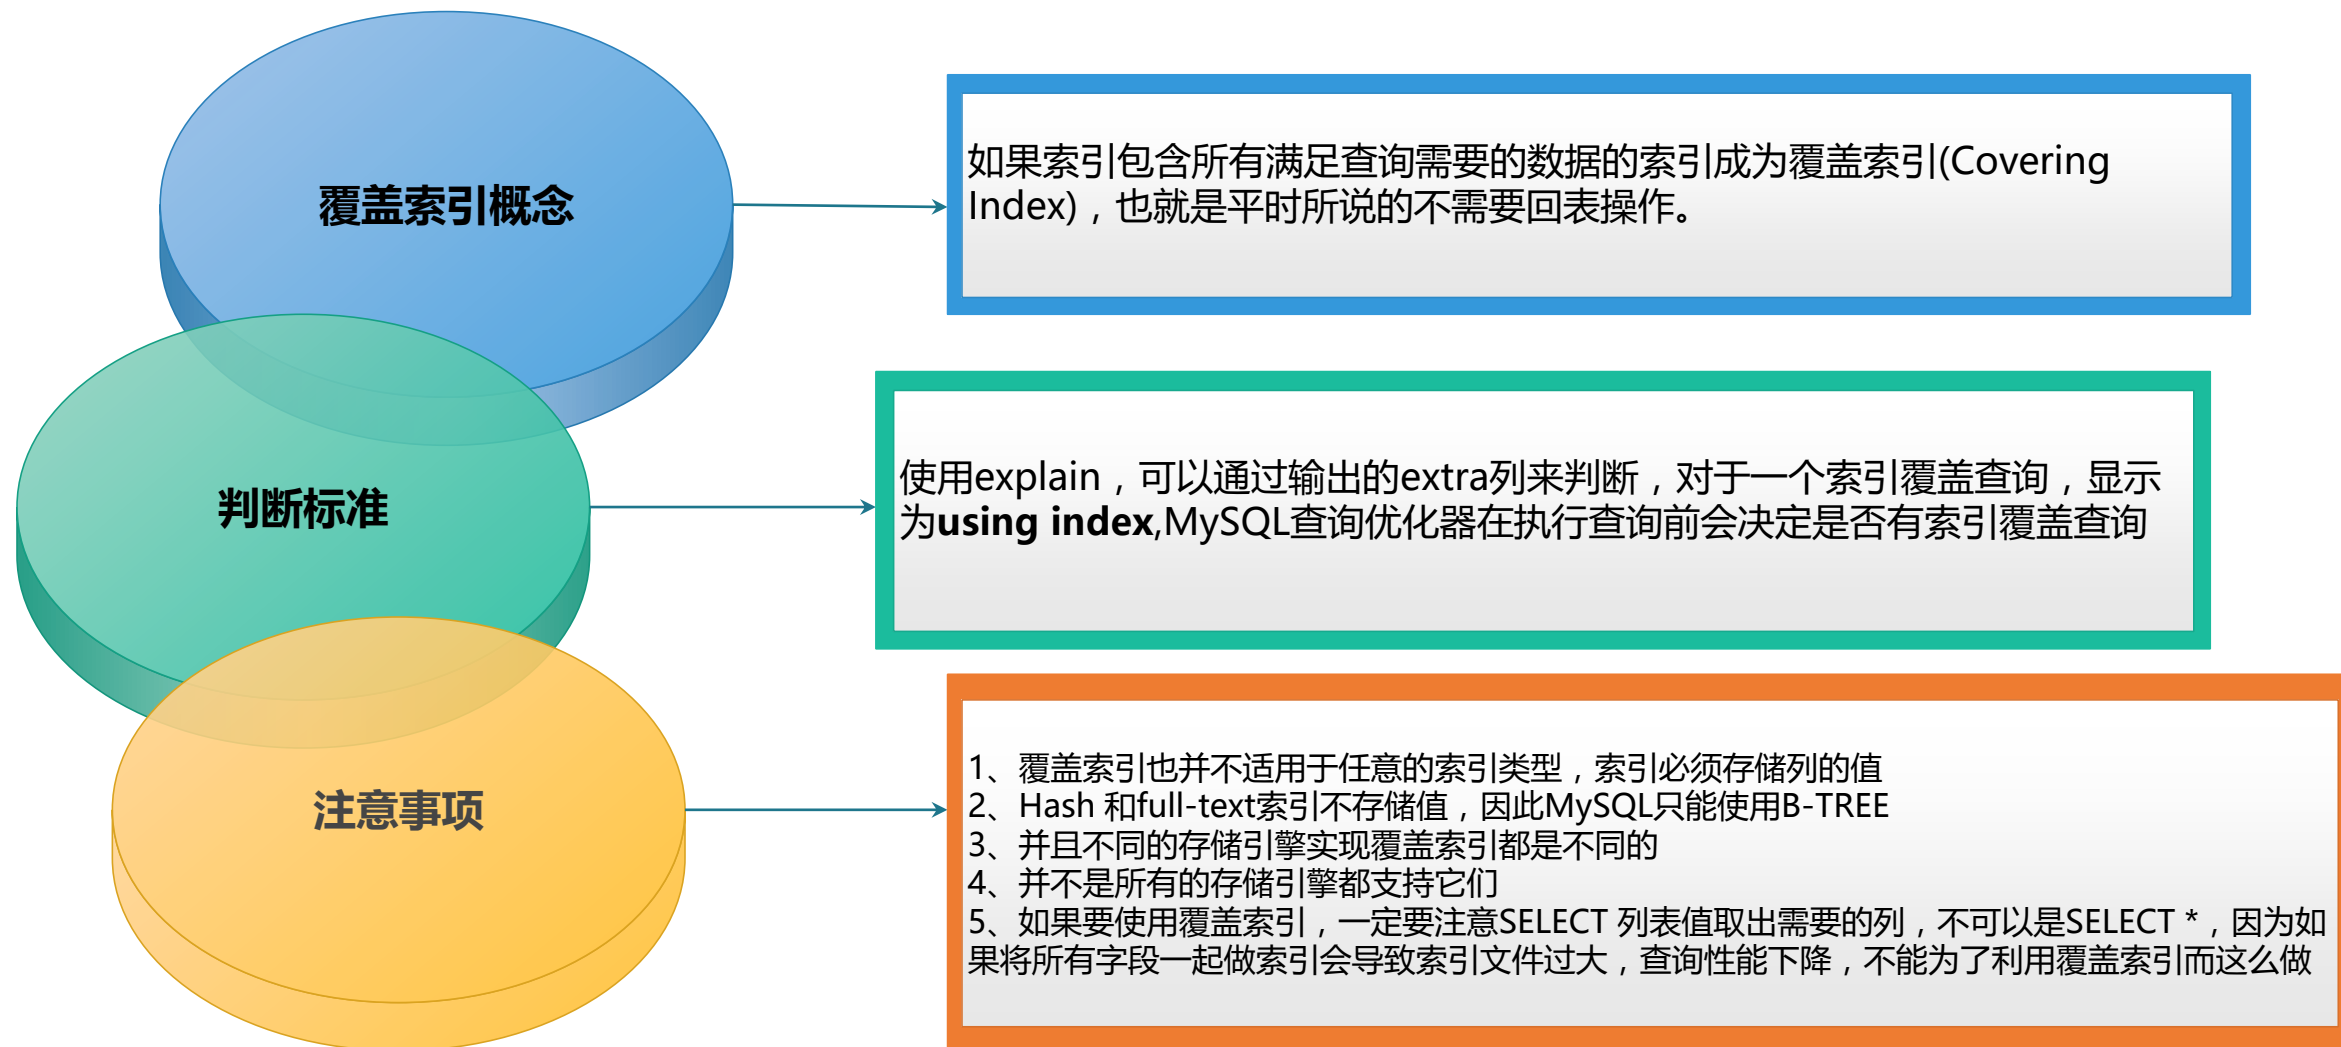 覆盖索引概念
如果索引包含所有满足查询需要的数据的索引成为覆盖索引(Covering
Index)，也就是平时所说的不需要回表操作。
判断标准
使用explain，可以通过输出的extra列来判断，对于一个索引覆盖查询，显示
为using index,MySQL查询优化器在执行查询前会决定是否有索引覆盖查询
注意事项
1、覆盖索引也并不适用于任意的索引类型，索引必须存储列的值
2、Hash 和full-text索引不存储值，因此MySQL只能使用B-TREE
3、并且不同的存储引擎实现覆盖索引都是不同的
4、并不是所有的存储引擎都支持它们
5、如果要使用覆盖索引，一定要注意SELECT 列表值取出需要的列，不可以是SELECT *，因为如
果将所有字段一起做索引会导致索引文件过大，查询性能下降，不能为了利用覆盖索引而这么做